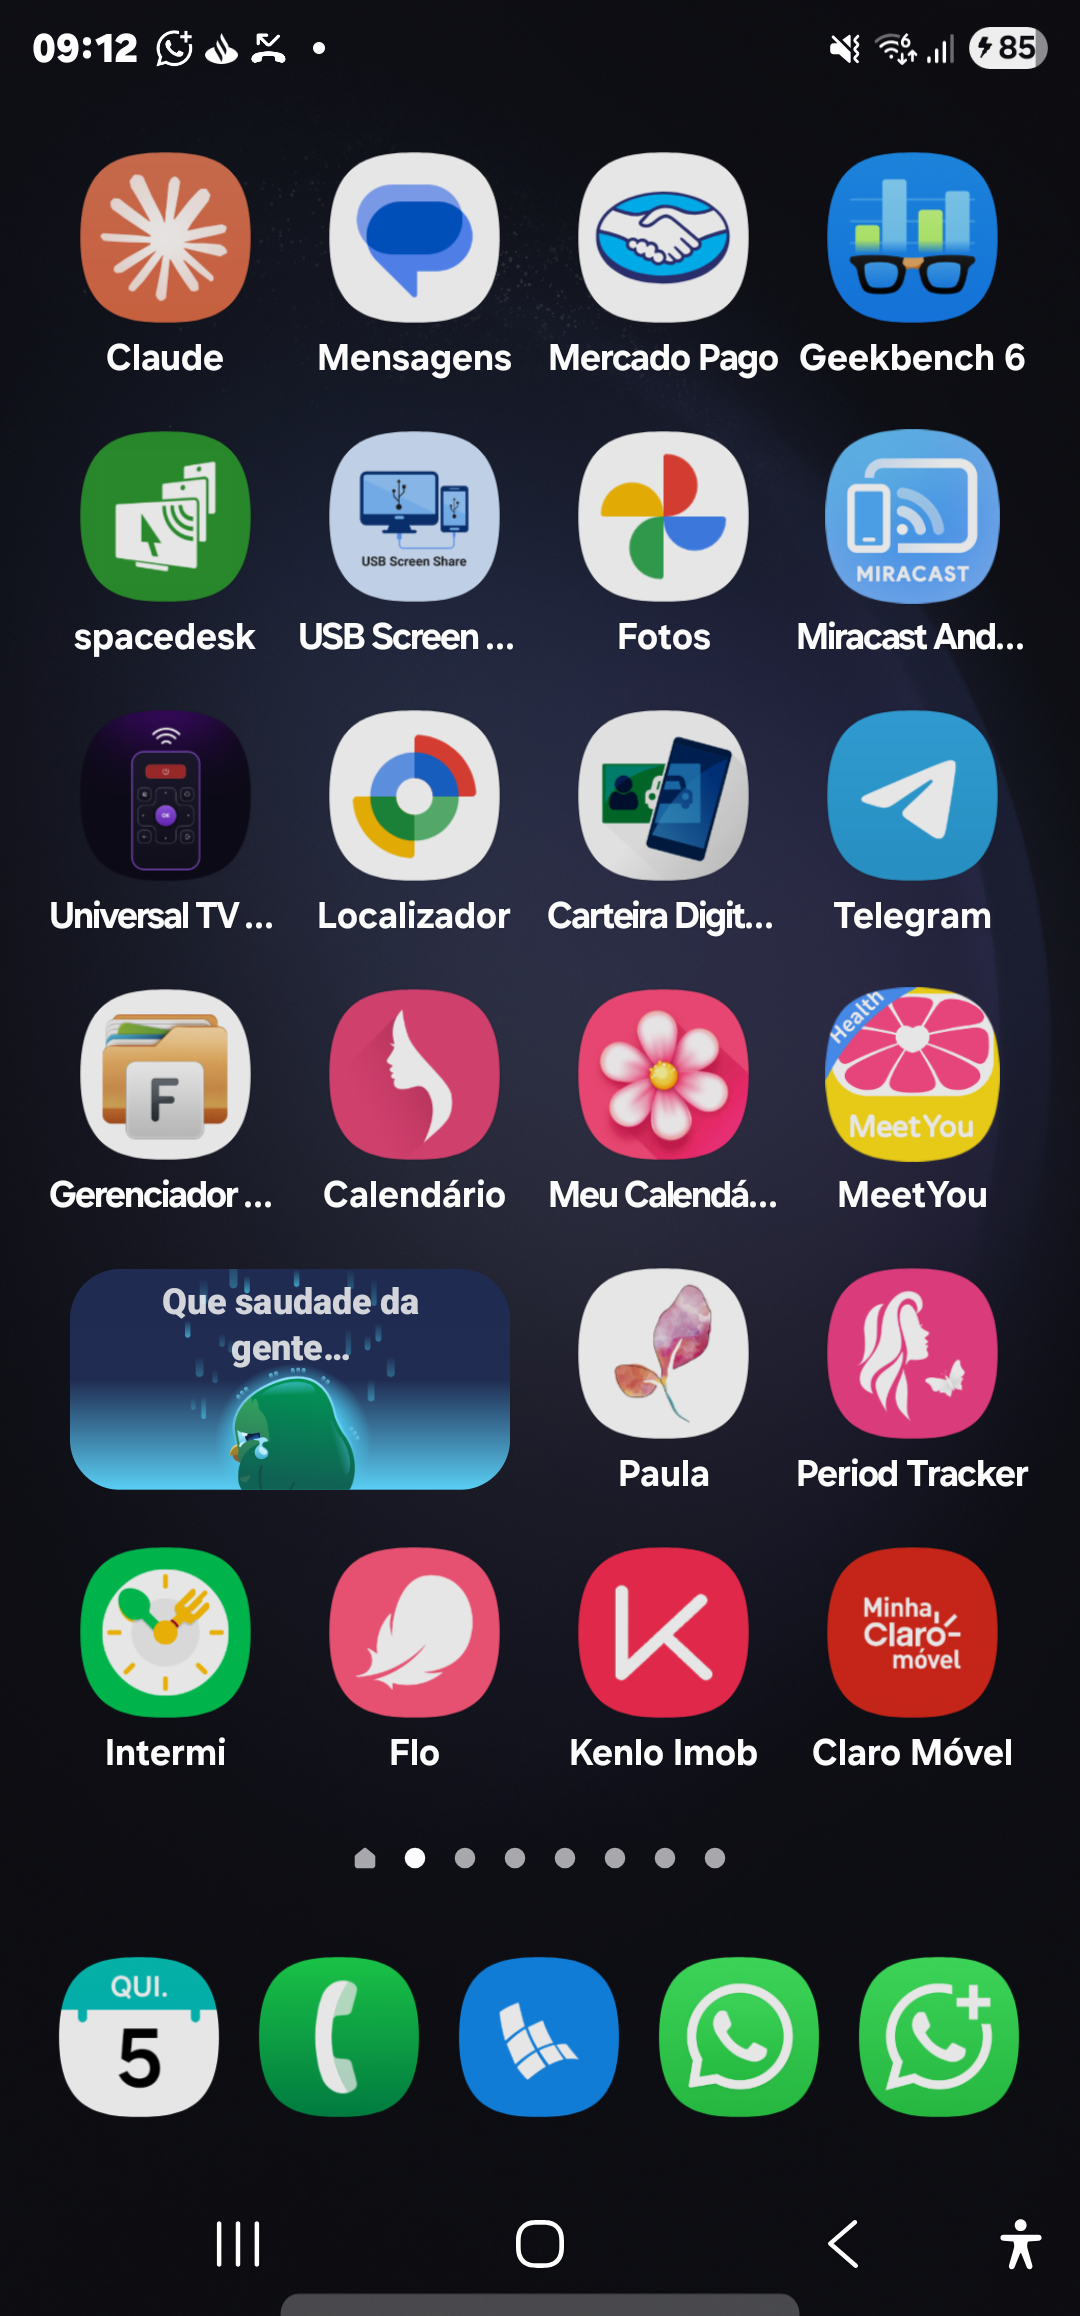 09:12
6
85
Claude
Mensagens
Mercado Pago
Geekbench 6
USB Screen Share
MIRACAST
spacedesk
USB Screen ...
Fotos
Miracast And...
OK
Universal TV ...
Localizador
Carteira Digit...
Telegram
F
Health
MeetYou
Gerenciador ...
Calendário
Meu Calendá...
MeetYou
Que saudade da
gente...
Paula
Period Tracker
Minha
Claro
móvel
Intermi
Flo
Kenlo Imob
Claro Móvel
QUI.
5